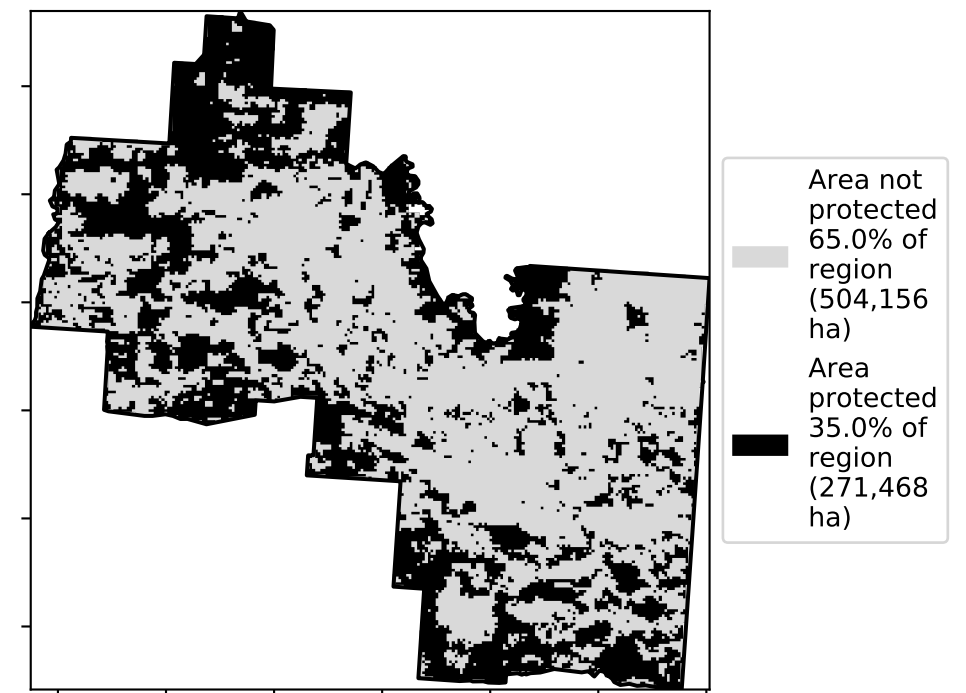 Area not
protected
65.0% of
region
(504,156
ha)
Area
protected
35.0% of
region
(271,468
ha)